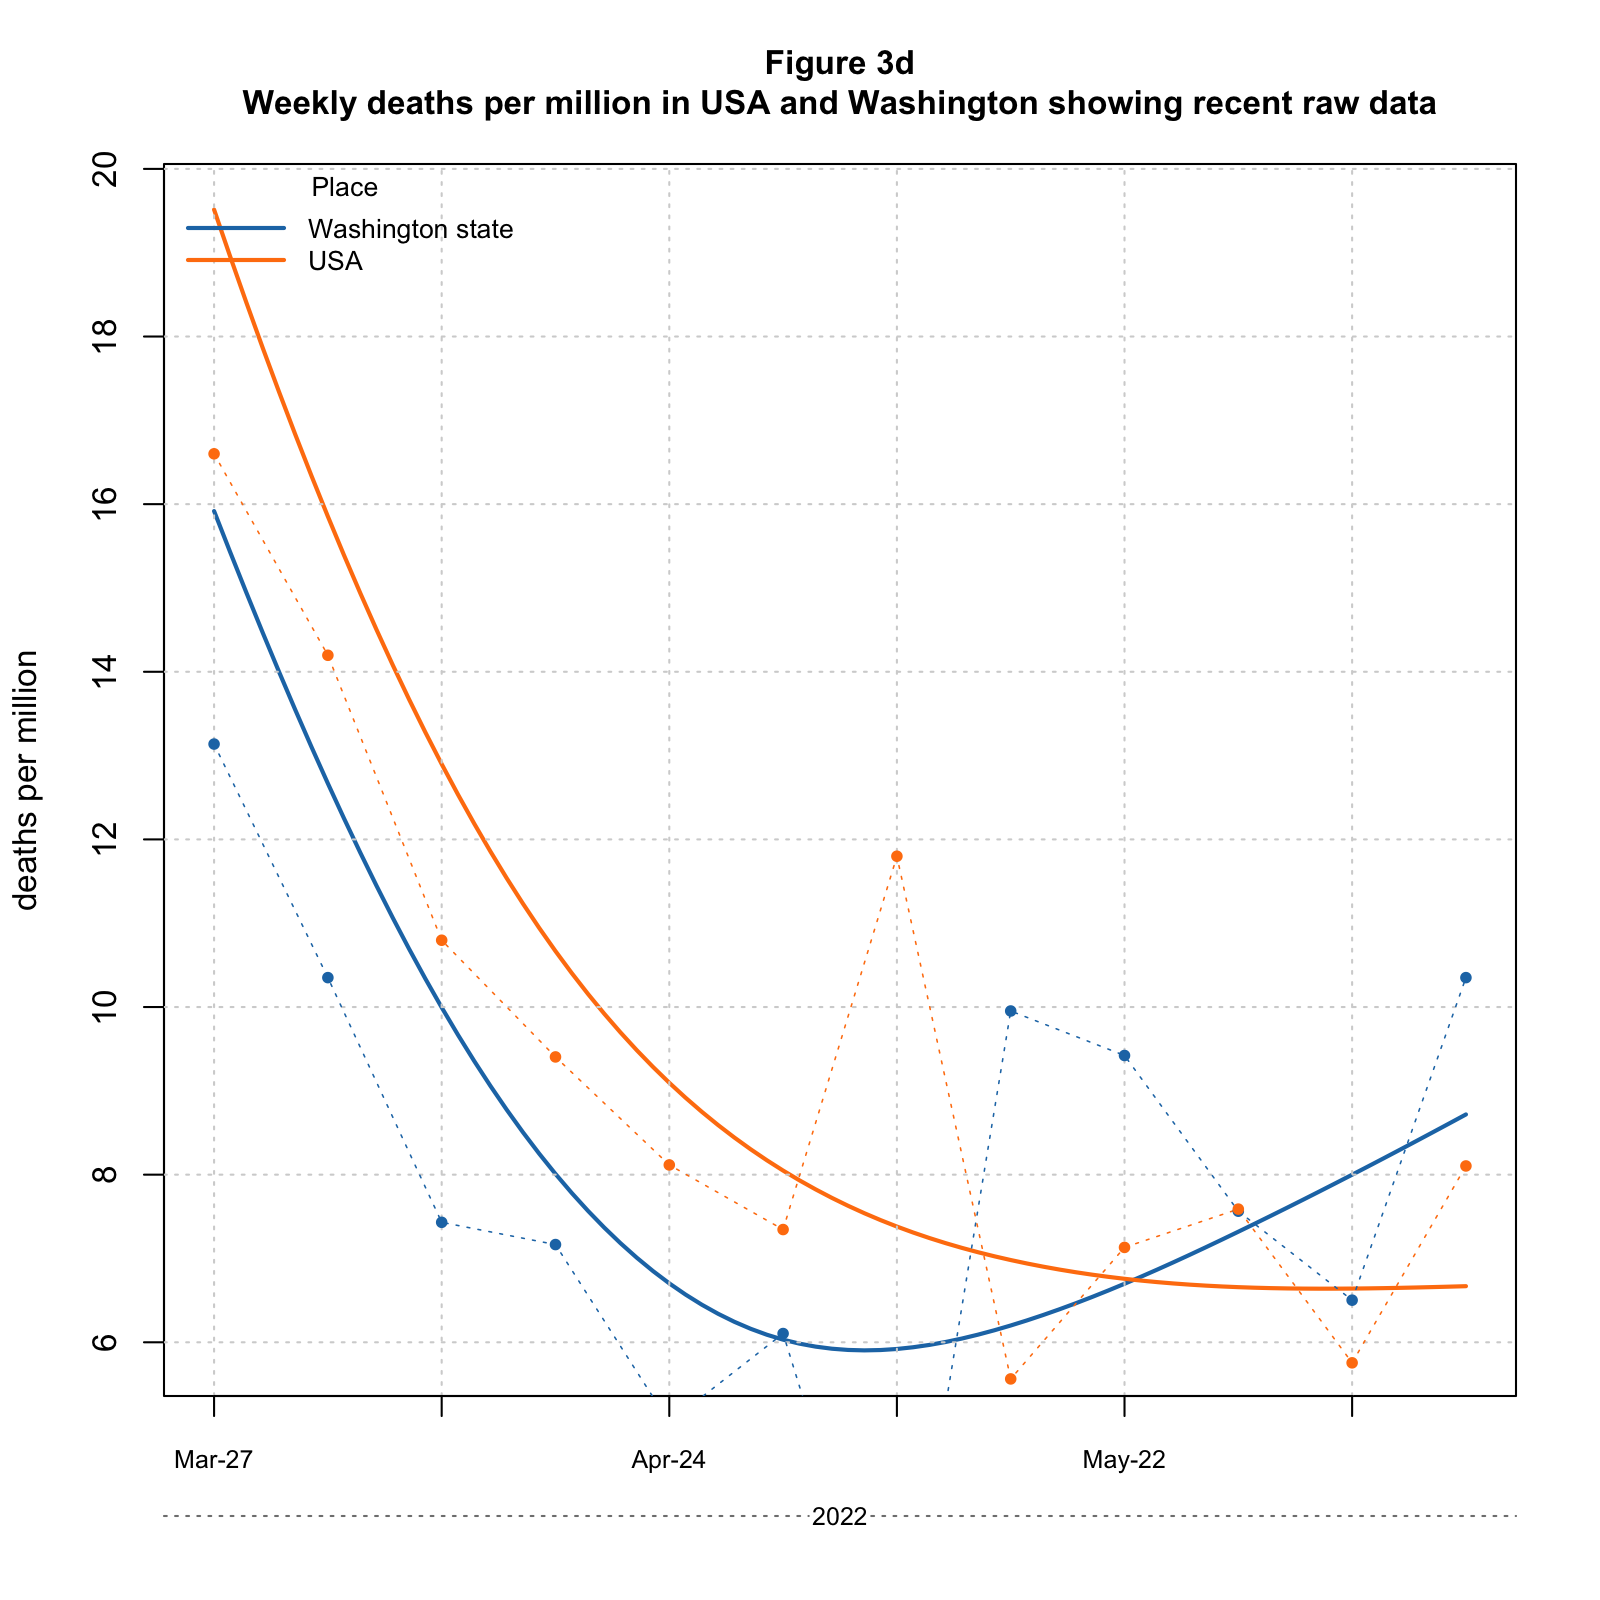 Figure 3d
Weekly deaths per million in USA and Washington showing recent raw data
Place
Washington state
USA
deaths per million
20
18
16
14
12
10
8
6
Mar-27 Apr-24 May-22
2022